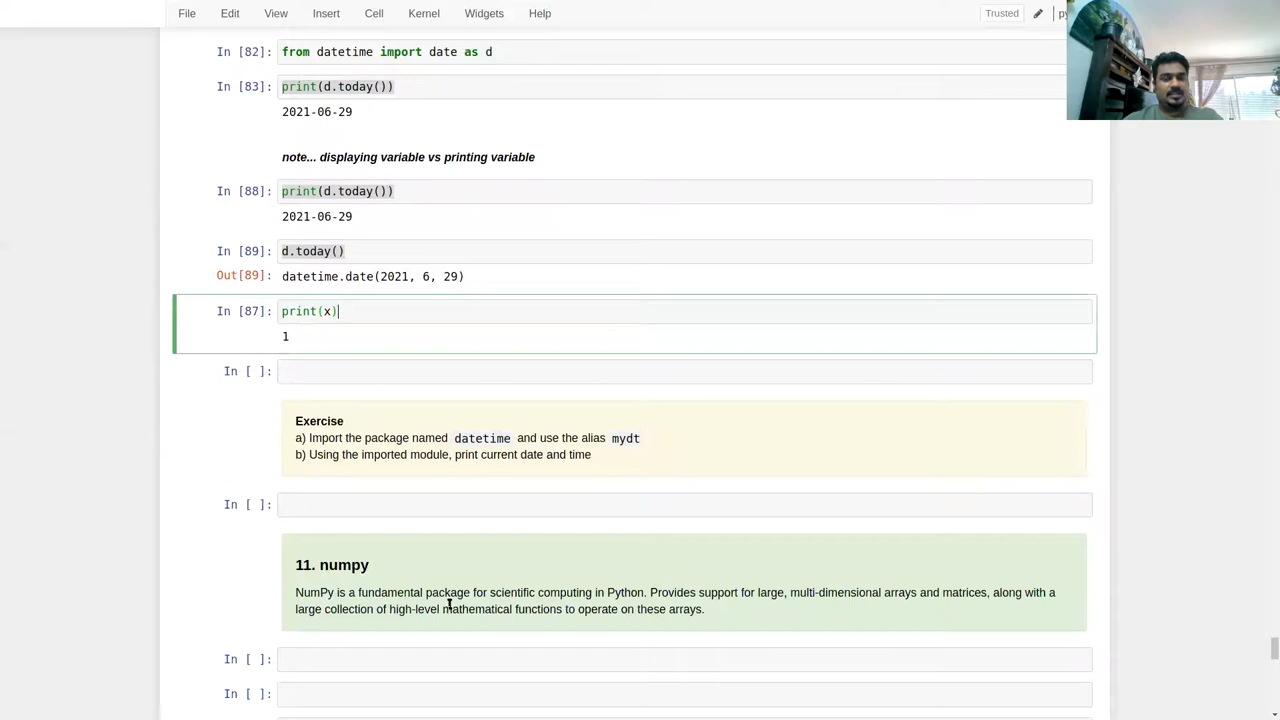 File Edit View Insert Cell Kernel Widgets Help Trusted
In [82]: from datetime import date as d
In [83]: print(d.today())
2021-06-29
note... displaying variable vs printing variable
In [88]: print(d.today())
2021-06-29
In [89]: d.today()
Out[89]: datetime.date(2021, 6, 29)
In [87]: print(x)
1
In [ ]:
Exercise
a) Import the package named datetime and use the alias mydt
b) Using the imported module, print current date and time
In [ ]:
11. numpy
NumPy is a fundamental package for scientific computing in Python. Provides support for large, multi-dimensional arrays and matrices, along with a
large collection of high-level mathematical functions to operate on these arrays.
In [ ]:
In [ ]: